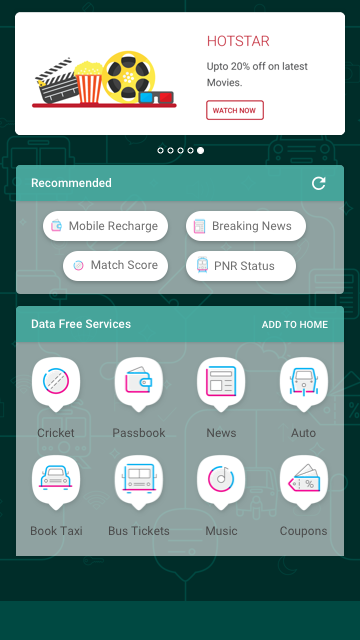 HOTSTAR
Upto 20% off on latest
Movies.
WATCH NOW
Recommended
Mobile Recharge
Breaking News
Match Score
PNR Status
Data Free Services
ADD TO HOME
Cricket
Passbook
News
Auto
Book Taxi
Bus Tickets
Music
%
Coupons